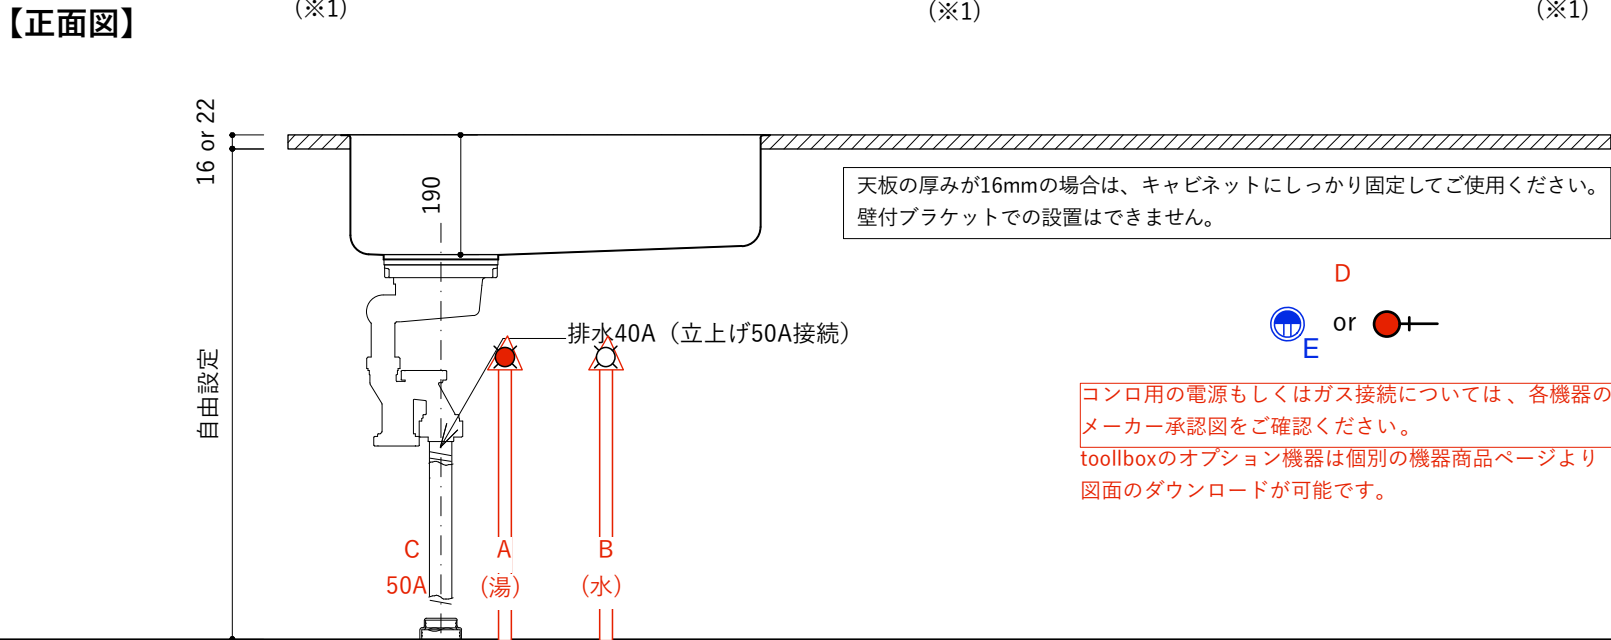 (※1)
(※1)
(※1)
【正面図】
16 or 22
190
天板の厚みが16mmの場合は、キャビネットにしっかり固定してご使用ください。
壁付ブラケットでの設置はできません。
D
or
E
排水40A（立上げ50A接続）
自由設定
コンロ用の電源もしくはガス接続については、各機器の
メーカー承認図をご確認ください。
toollboxのオプション機器は個別の機器商品ページより
図面のダウンロードが可能です。
C
A
B
50A
(湯)
(水)